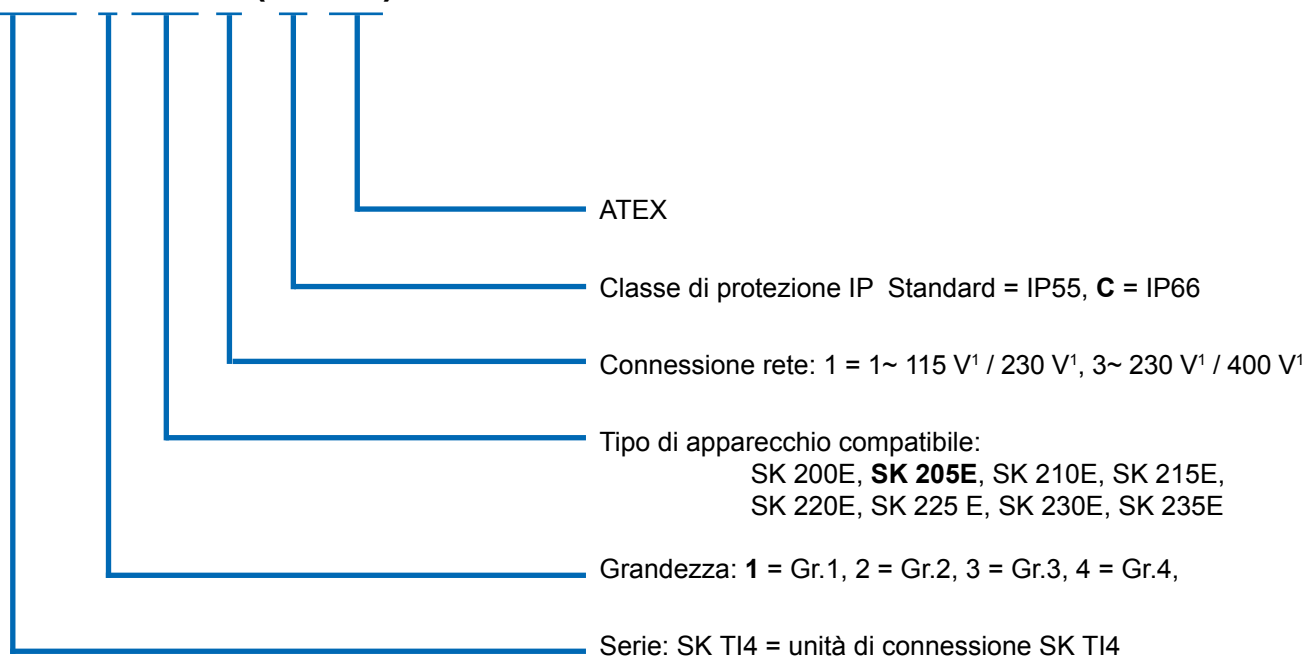 ATEX
Classe di protezione IP Standard = IP55, C = IP66
Connessione rete: 1 = 1~ 115 V¹ / 230 V¹, 3~ 230 V¹ / 400 V¹
Tipo di apparecchio compatibile:
SK 200E, SK 205E, SK 210E, SK 215E,
SK 220E, SK 225 E, SK 230E, SK 235E
Grandezza: 1 = Gr.1, 2 = Gr.2, 3 = Gr.3, 4 = Gr.4,
Serie: SK TI4 = unità di connessione SK TI4